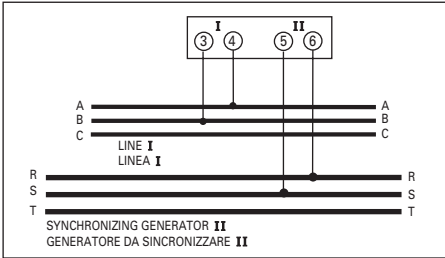 I II
3 4 5 6
A A
B B
C C
LINE I
LINEA I
R R
S S
T T
SYNCHRONIZING GENERATOR II
GENERATORE DA SINCRONIZZARE II